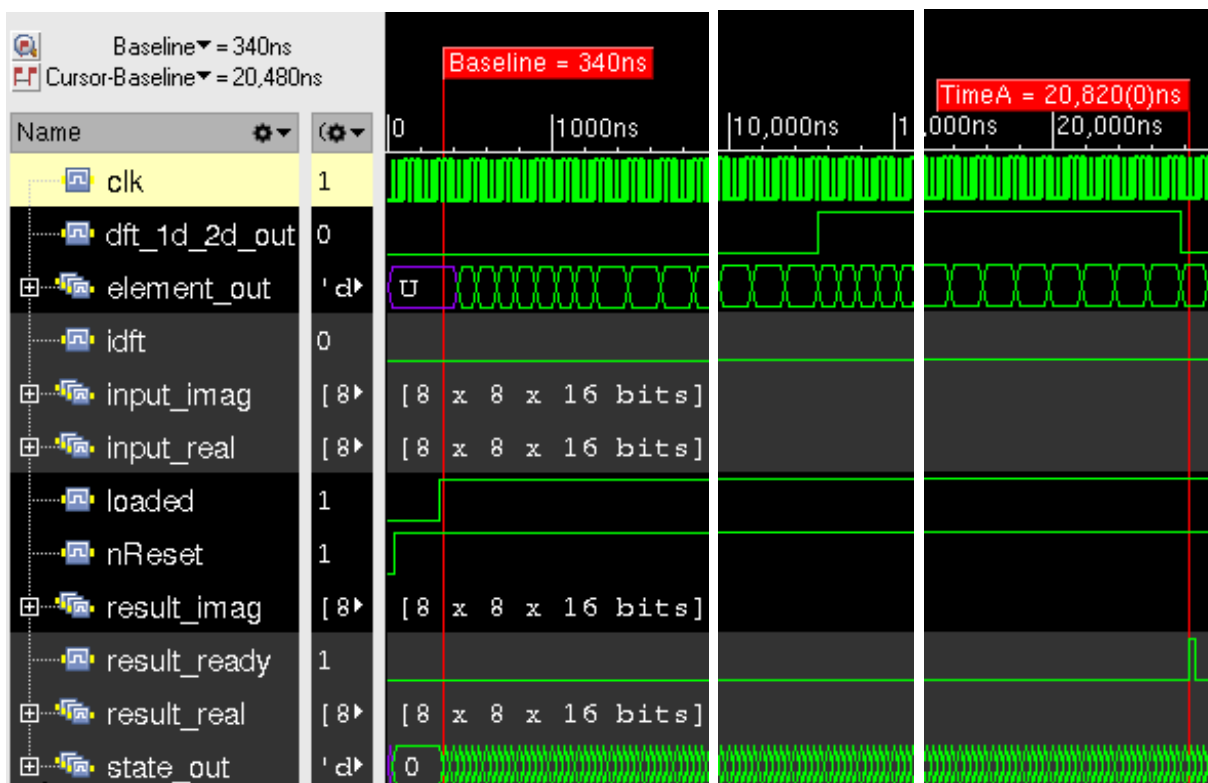 Baseline▾ = 340ns
Cursor-Baseline▾ = 20,480ns
Baseline = 340ns
TimeA = 20,820(0)ns
Name
0
1000ns
10,000ns
1
,000ns
20,000ns
clk
1
dft_1d_2d_out
0
element_out
'd
U
idft
0
input_imag
[8
[8 x 8 x 16 bits]
input_real
[8
[8 x 8 x 16 bits]
loaded
1
nReset
1
result_imag
[8
[8 x 8 x 16 bits]
result_ready
1
result_real
[8
[8 x 8 x 16 bits]
state_out
'd
0